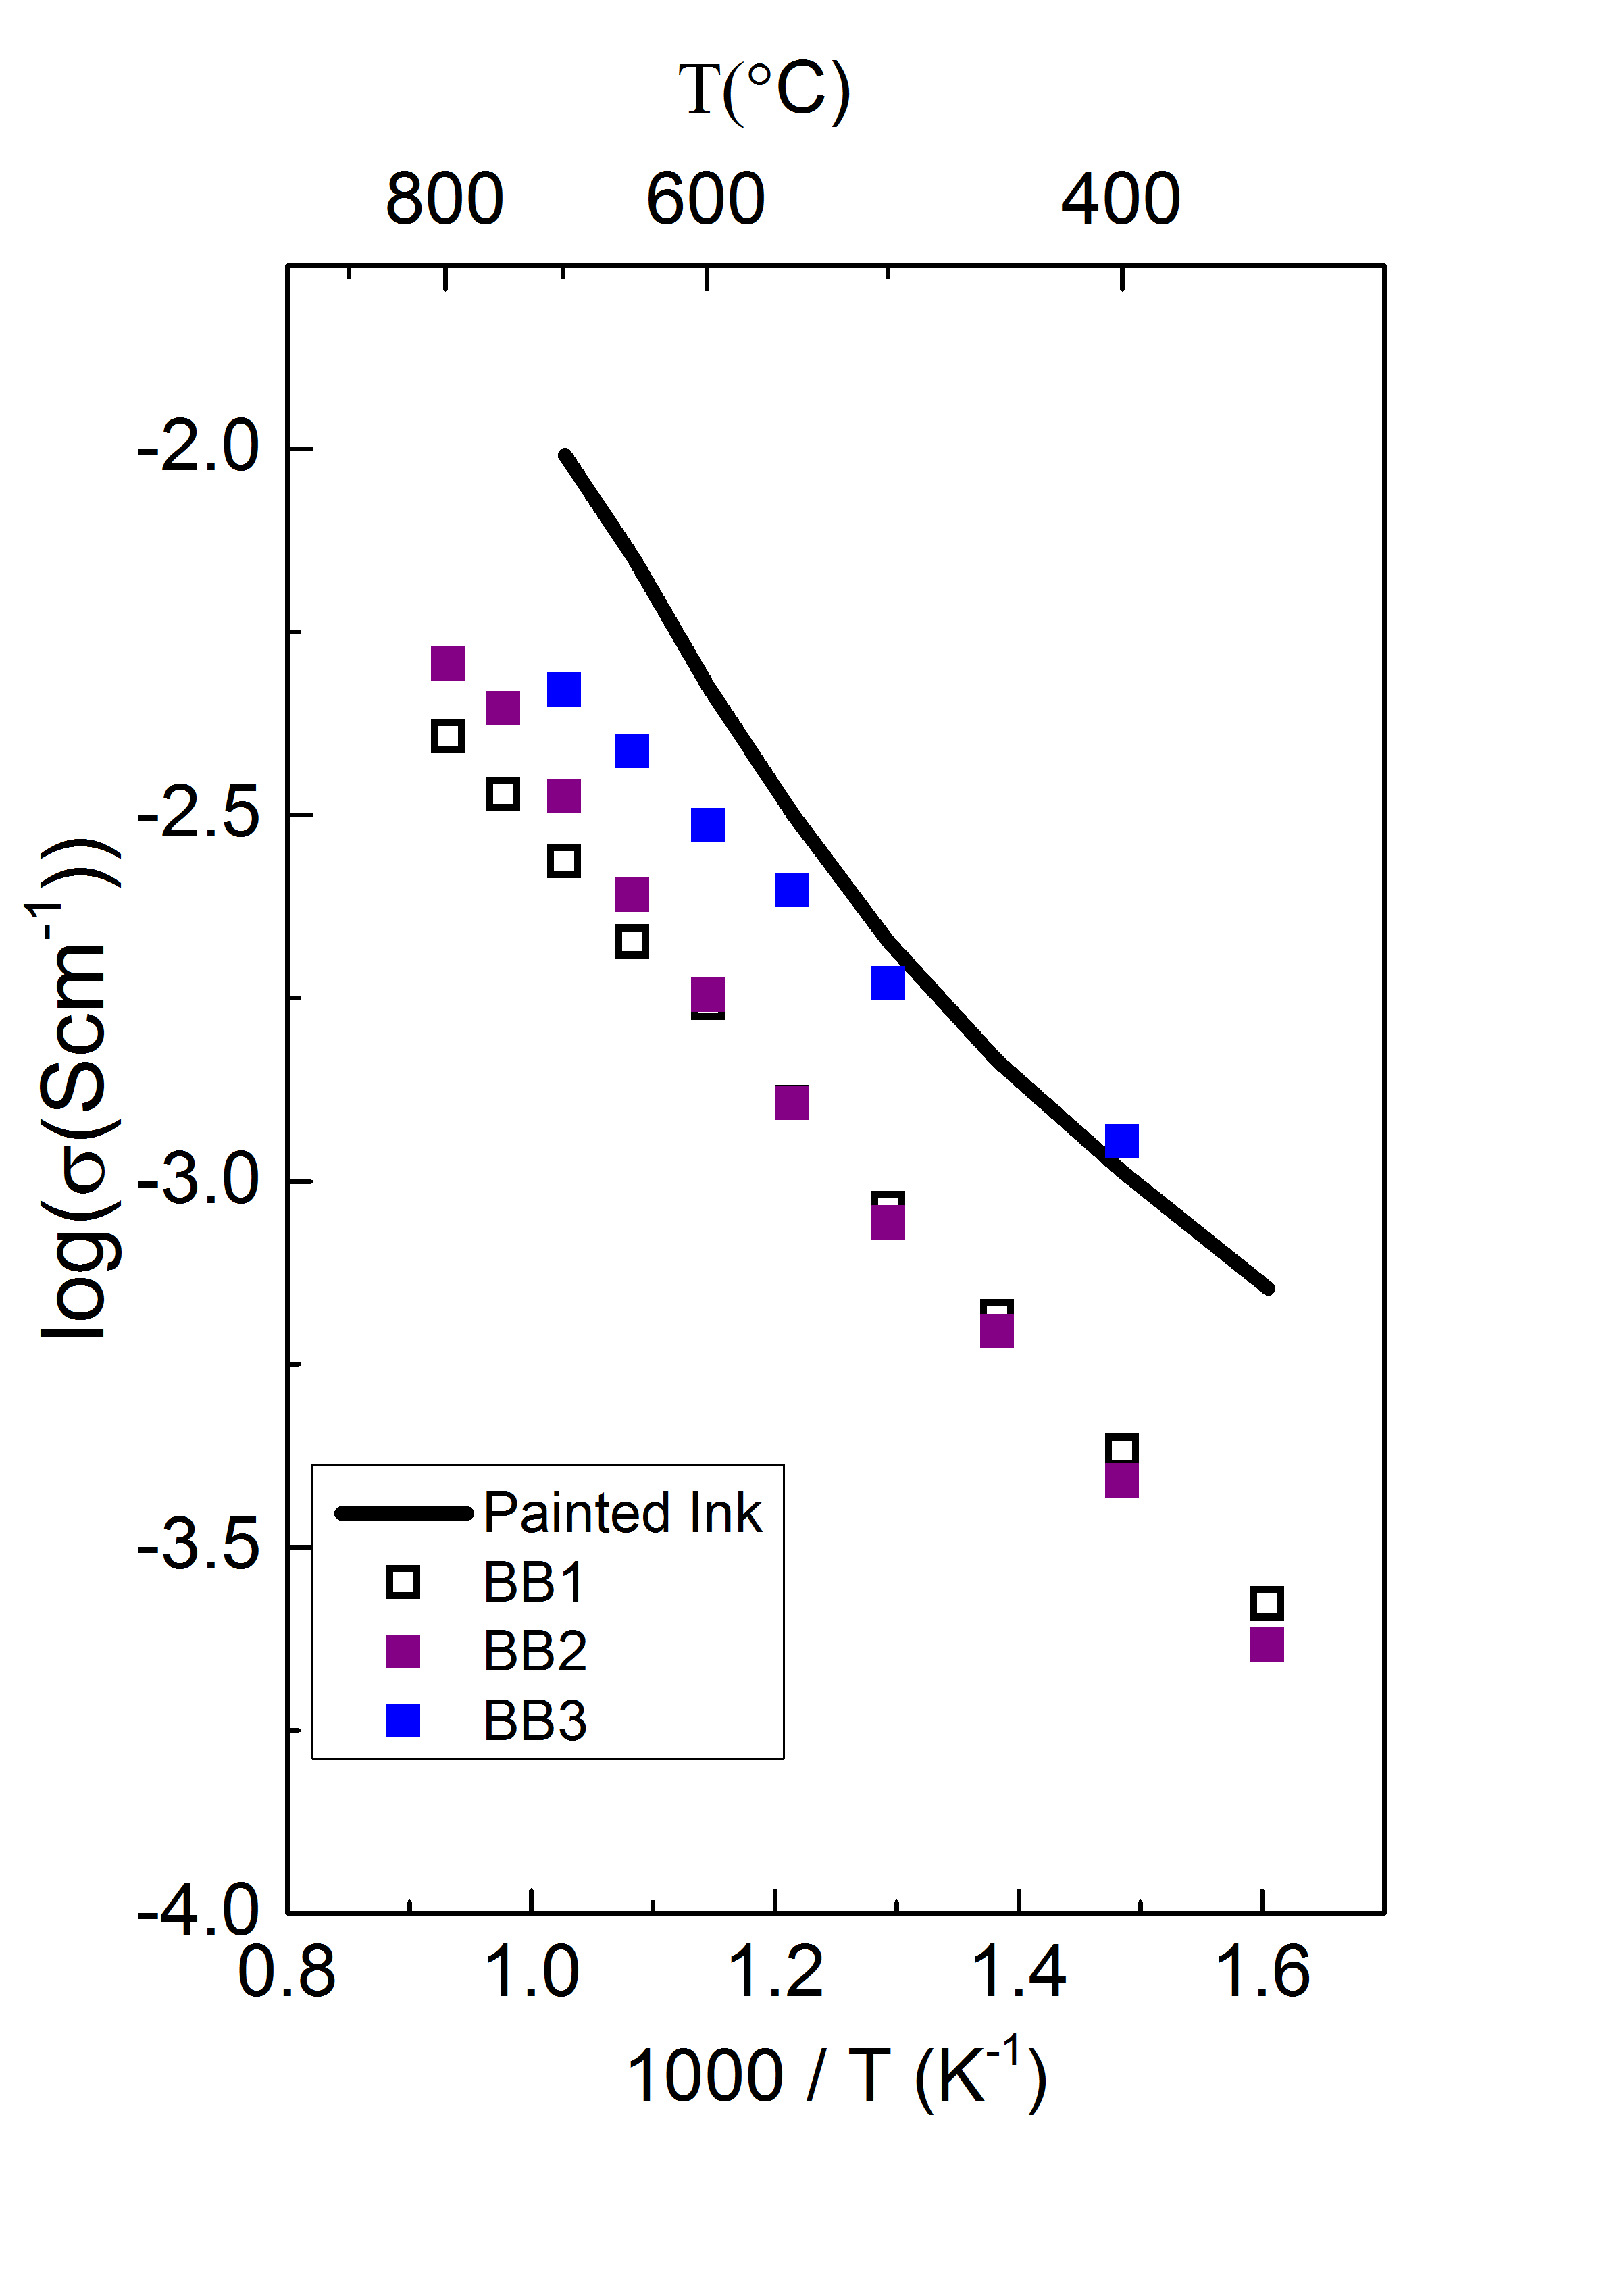 T(°C)
800 600 400
-2.0
-2.5
-3.0
-3.5
-4.0
log(σ(Scm⁻¹))
Painted Ink
BB1
BB2
BB3
0.8 1.0 1.2 1.4 1.6
1000 / T (K⁻¹)